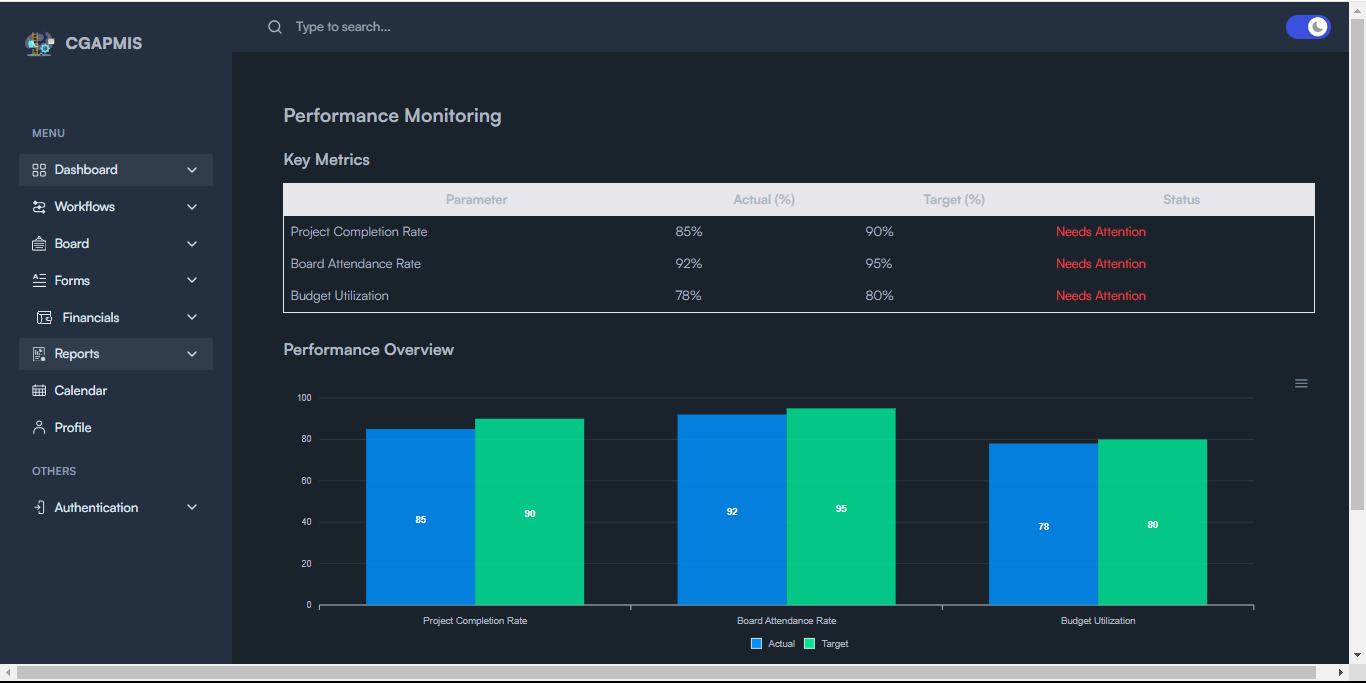 CGAPMIS
Type to search...
MENU
Dashboard
Workflows
Board
Forms
Financials
Reports
Calendar
Profile
OTHERS
Authentication
Performance Monitoring
Key Metrics
Parameter Actual (%) Target (%) Status
Project Completion Rate 85% 90% Needs Attention
Board Attendance Rate 92% 95% Needs Attention
Budget Utilization 78% 80% Needs Attention
Performance Overview
100
80
60
40
20
0
85 90 92 95 78 80
Project Completion Rate Board Attendance Rate Budget Utilization
Actual Target